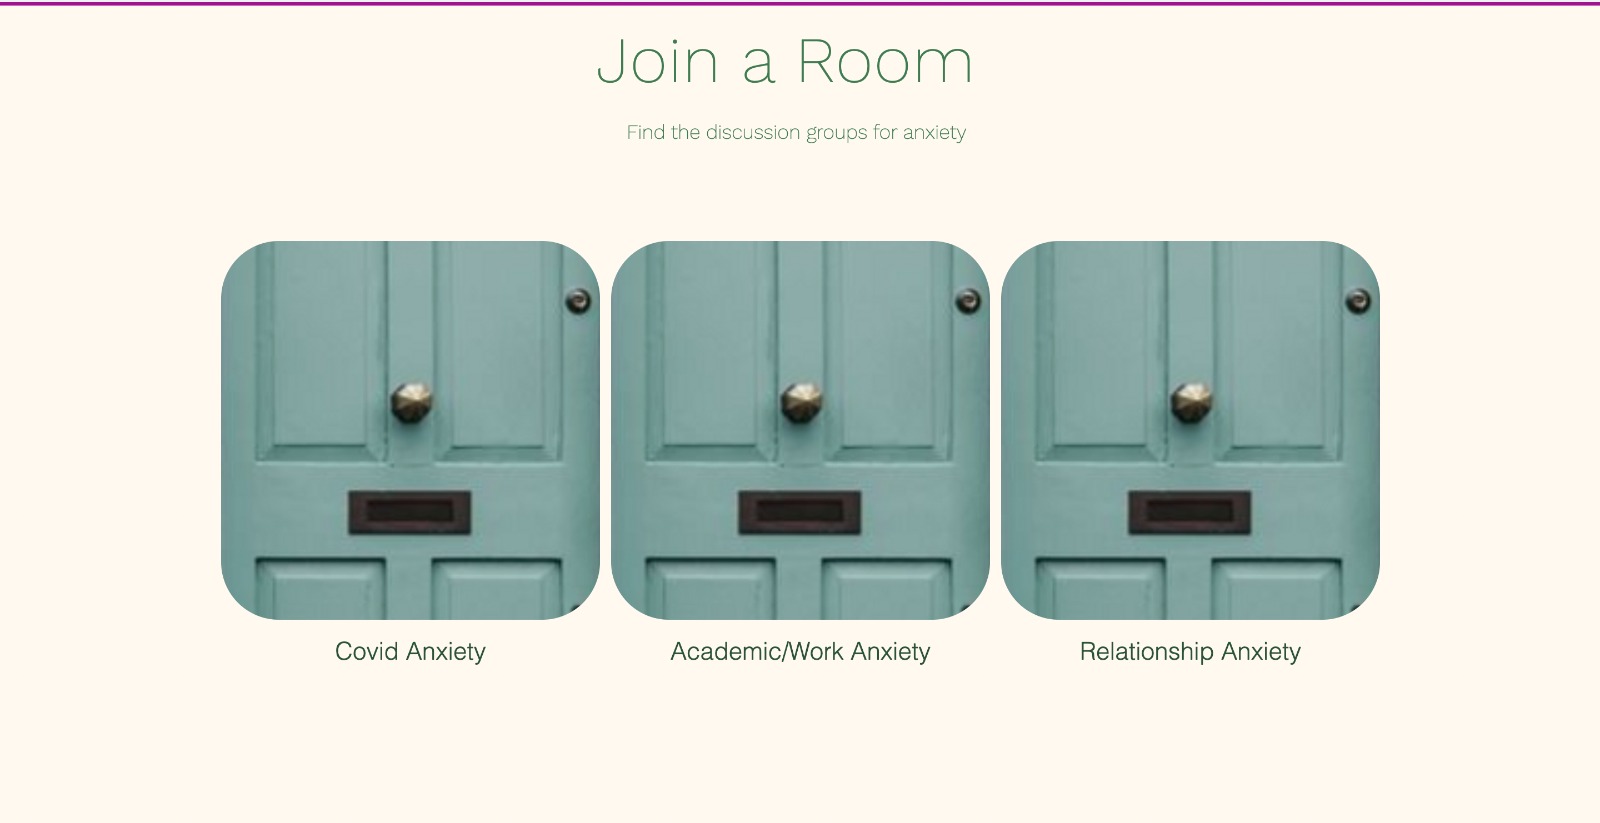 Join a Room
Find the discussion groups for anxiety
Covid Anxiety
Academic/Work Anxiety
Relationship Anxiety